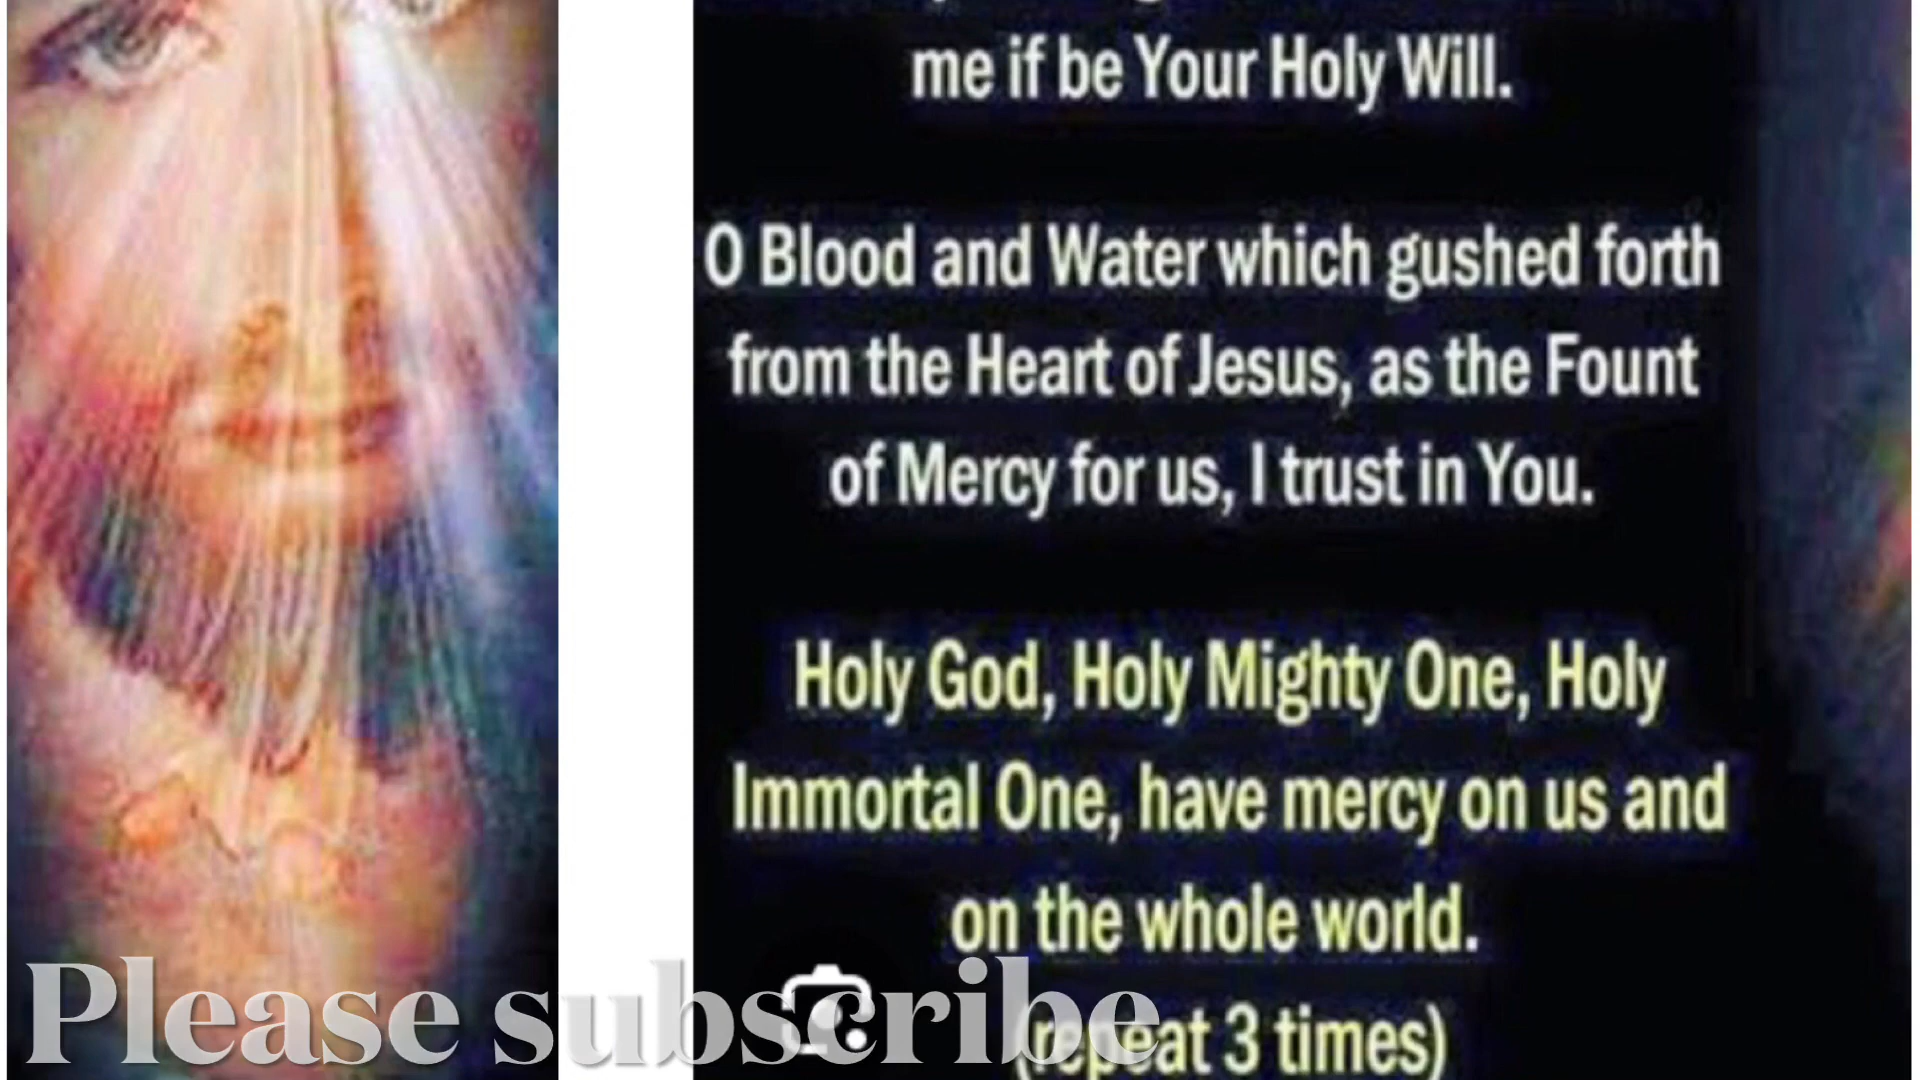 me if be Your Holy Will.
O Blood and Water which gushed forth
from the Heart of Jesus, as the Fount
of Mercy for us, I trust in You.
Holy God, Holy Mighty One, Holy
Immortal One, have mercy on us and
on the whole world.
(repeat 3 times)
Please subscribe